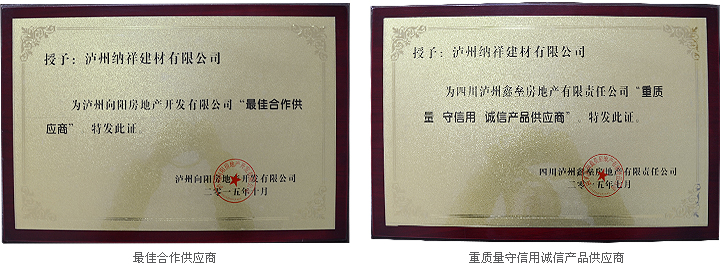 授予：泸州纳祥建材有限公司
为泸州向阳房地产开发有限公司“最佳合作供
应商”特发此证。
泸州向阳房地产开发有限公司
二零一五年十月
最佳合作供应商
授予：泸州纳祥建材有限公司
为四川泸州鑫垒房地产有限责任公司“重质
量 守信用 诚信产品供应商”。特发此证。
四川泸州鑫垒房地产有限责任公司
二零一五年七月
重质量守信用诚信产品供应商